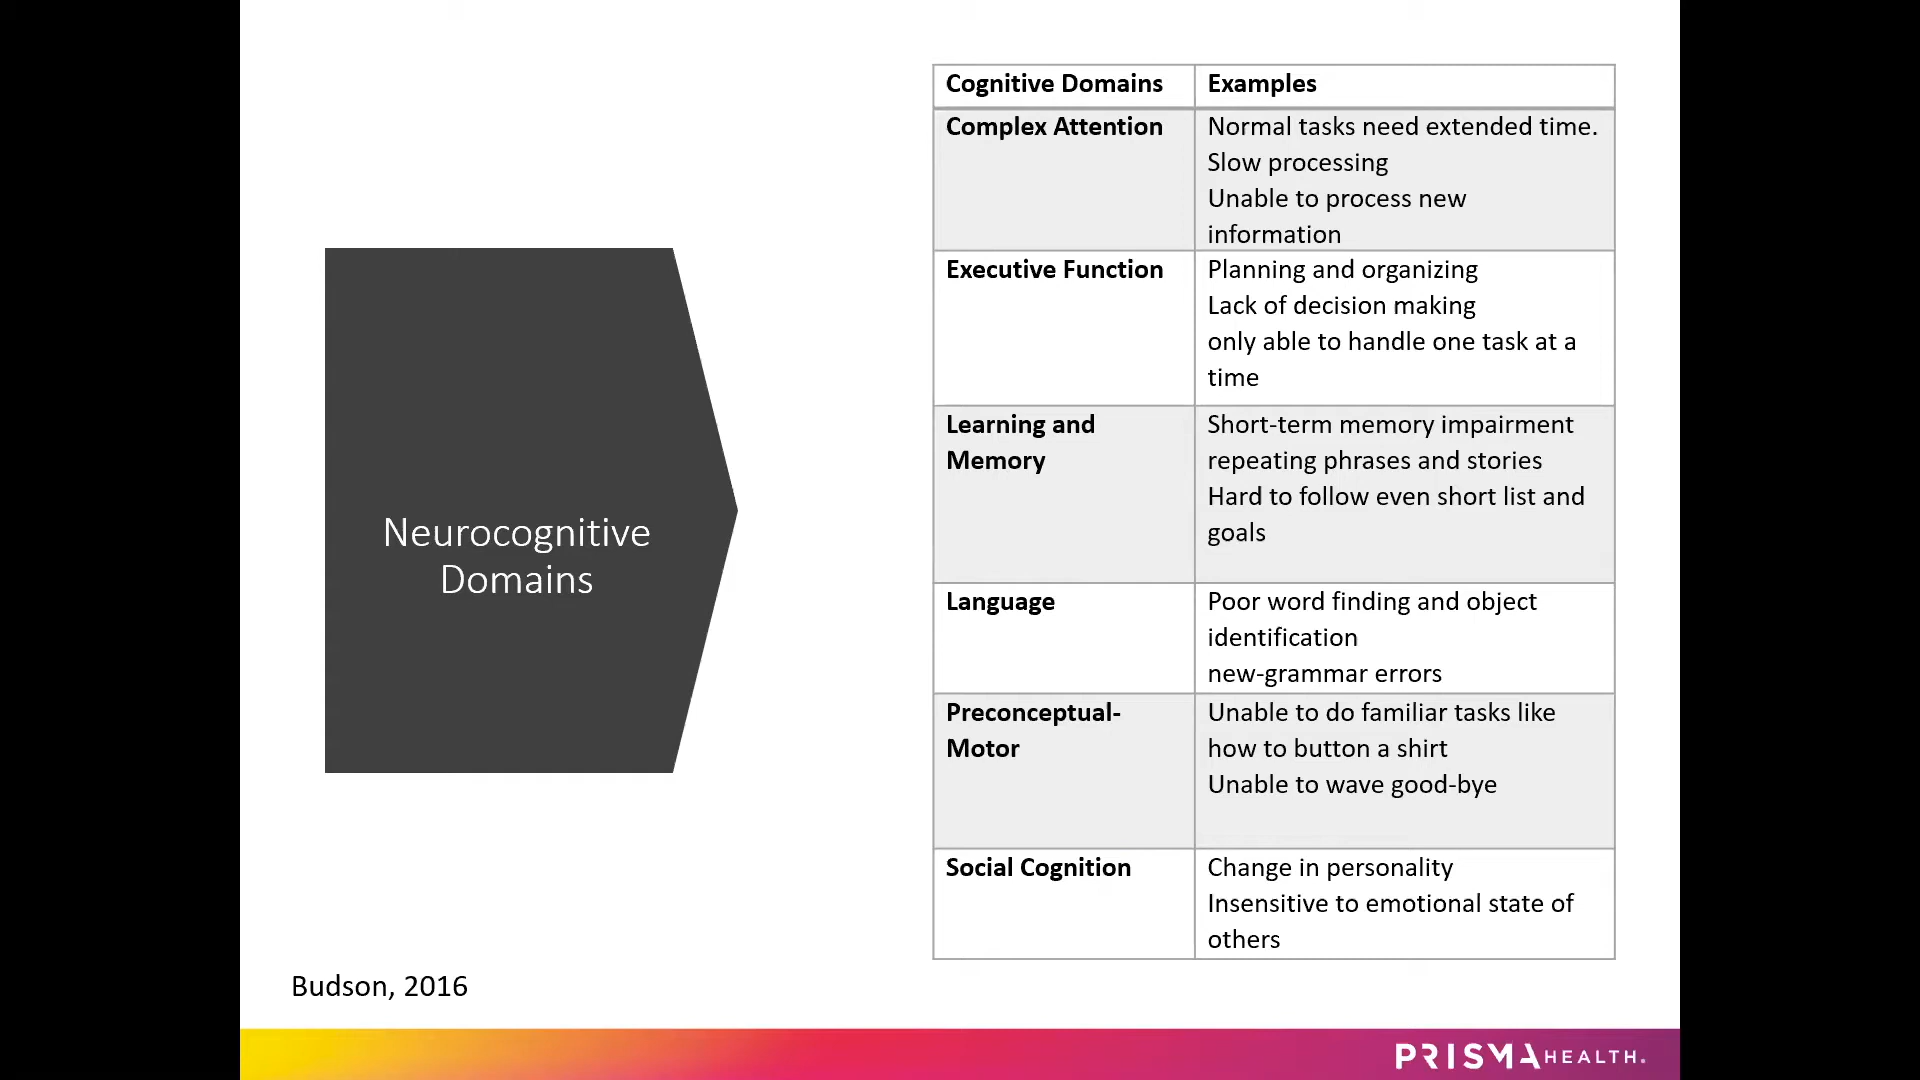 Neurocognitive
Domains
Cognitive Domains
Examples
Complex Attention
Normal tasks need extended time.
Slow processing
Unable to process new
information
Executive Function
Planning and organizing
Lack of decision making
only able to handle one task at a
time
Learning and
Memory
Short-term memory impairment
repeating phrases and stories
Hard to follow even short list and
goals
Language
Poor word finding and object
identification
new-grammar errors
Preconceptual-
Motor
Unable to do familiar tasks like
how to button a shirt
Unable to wave good-bye
Social Cognition
Change in personality
Insensitive to emotional state of
others
Budson, 2016
PRISMA HEALTH.